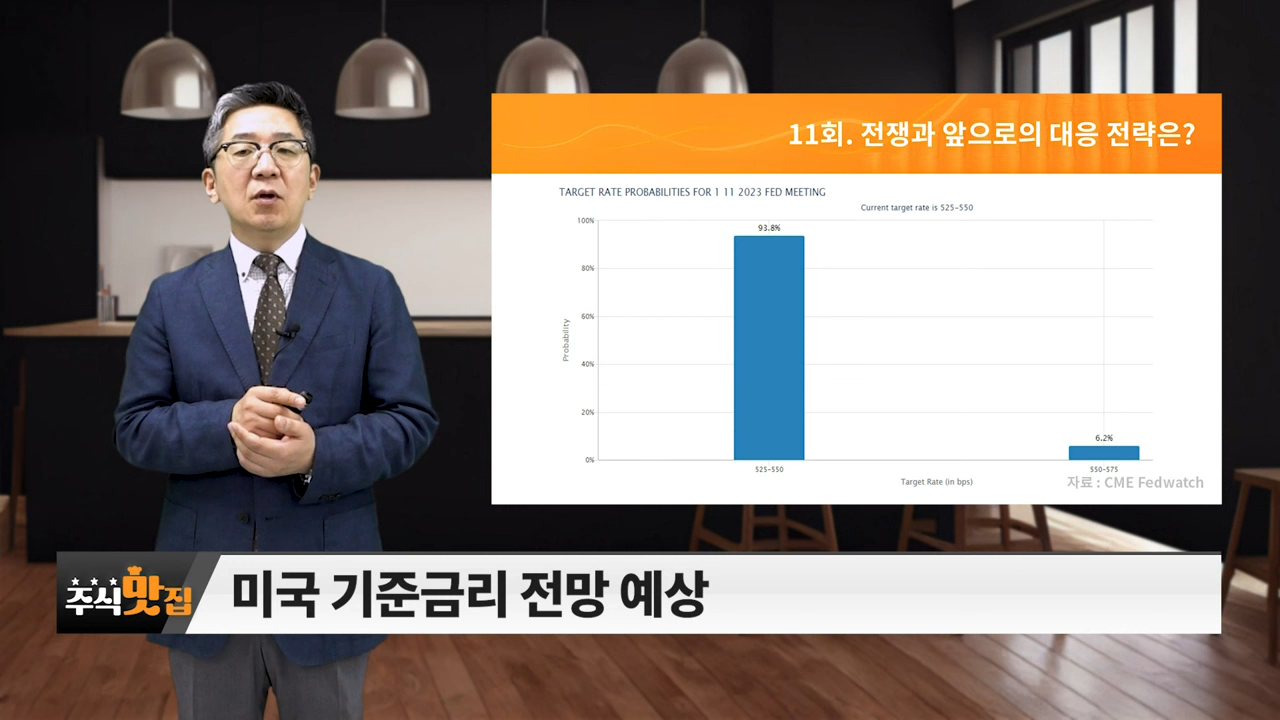 11회. 전쟁과 앞으로의 대응 전략은?
TARGET RATE PROBABILITIES FOR 1 11 2023 FED MEETING
Current target rate is 525-550
100%
80%
60%
40%
20%
0%
Probability
93.8%
6.2%
525-550
550-575
Target Rate (in bps)
자료 : CME Fedwatch
주식맛집
미국 기준금리 전망 예상